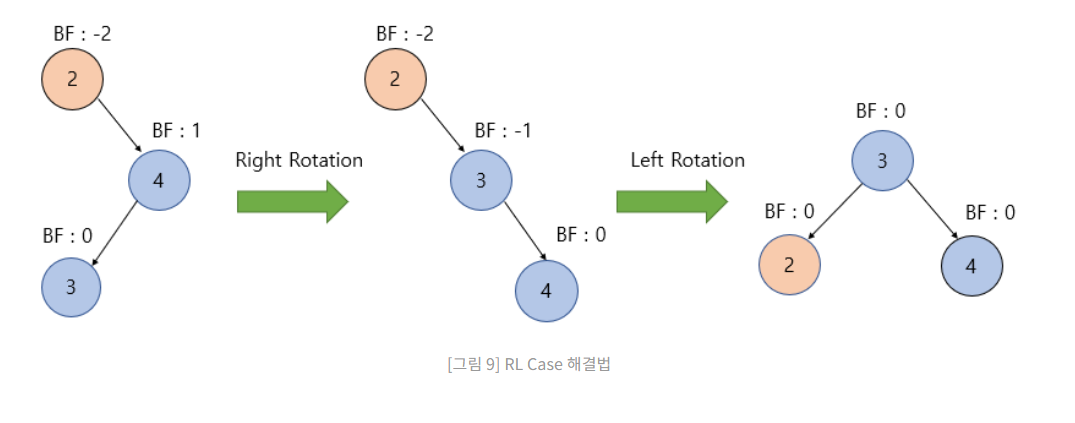 BF : -2
2
BF : 1
4
BF : 0
3
Right Rotation
BF : -2
2
BF : -1
3
BF : 0
4
Left Rotation
BF : 0
3
BF : 0
2
BF : 0
4
[그림 9] RL Case 해결법